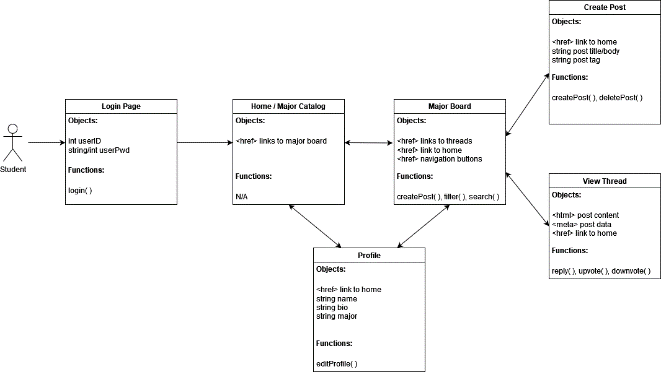 Student
Login Page
Objects:
int userID
string/int userPwd
Functions:
login( )
Home / Major Catalog
Objects:
<href> links to major board
Functions:
N/A
Major Board
Objects:
<href> links to threads
<href> link to home
<href> navigation buttons
Functions:
createPost( ), filter( ), search( )
Create Post
Objects:
<href> link to home
string post title/body
string post tag
Functions:
createPost( ), deletePost( )
View Thread
Objects:
<html> post content
<meta> post data
<href> link to home
Functions:
reply( ), upvote( ), downvote( )
Profile
Objects:
<href> link to home
string name
string bio
string major
Functions:
editProfile( )